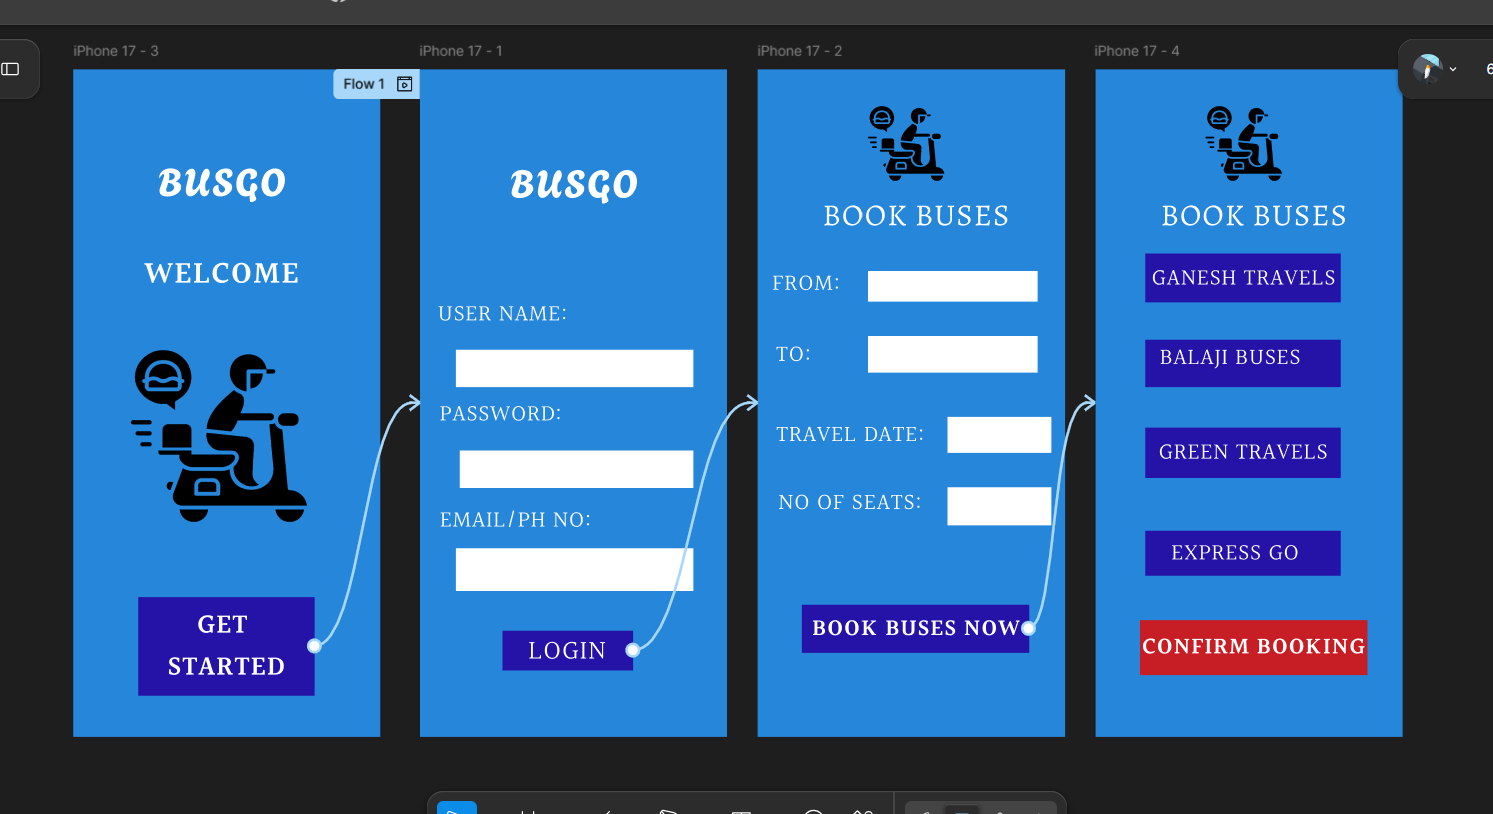 iPhone 17 - 3
iPhone 17 - 1
iPhone 17 - 2
iPhone 17 - 4
Flow 1
BUSGO
WELCOME
GET
STARTED
BUSGO
USER NAME:
PASSWORD:
EMAIL/PH NO:
LOGIN
BOOK BUSES
FROM:
TO:
TRAVEL DATE:
NO OF SEATS:
BOOK BUSES NOW
BOOK BUSES
GANESH TRAVELS
BALAJI BUSES
GREEN TRAVELS
EXPRESS GO
CONFIRM BOOKING